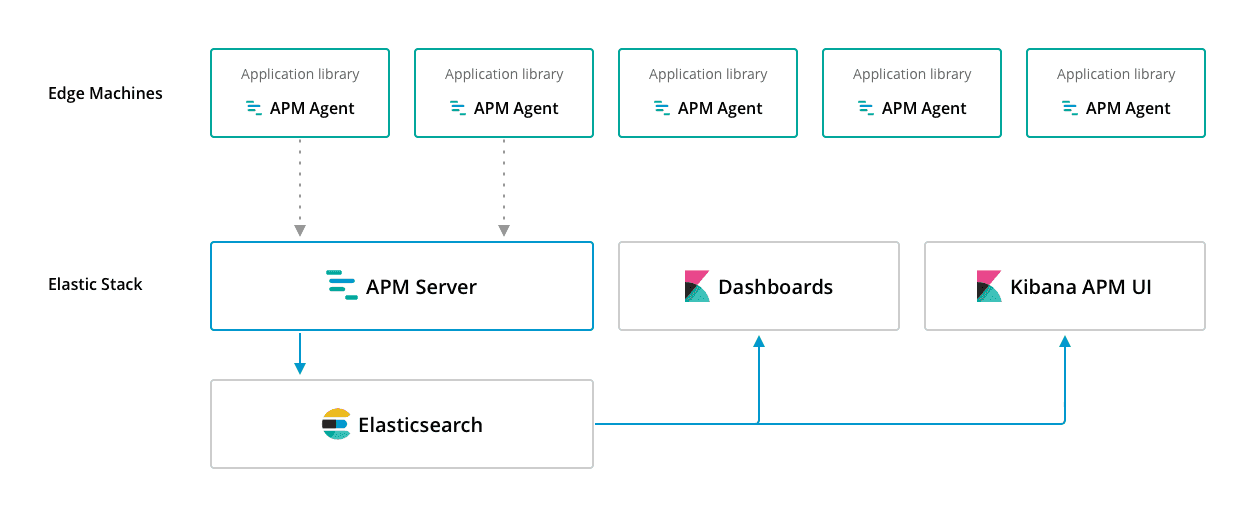 Edge Machines
Application library
APM Agent
Application library
APM Agent
Application library
APM Agent
Application library
APM Agent
Application library
APM Agent
Elastic Stack
APM Server
Dashboards
Kibana APM UI
Elasticsearch